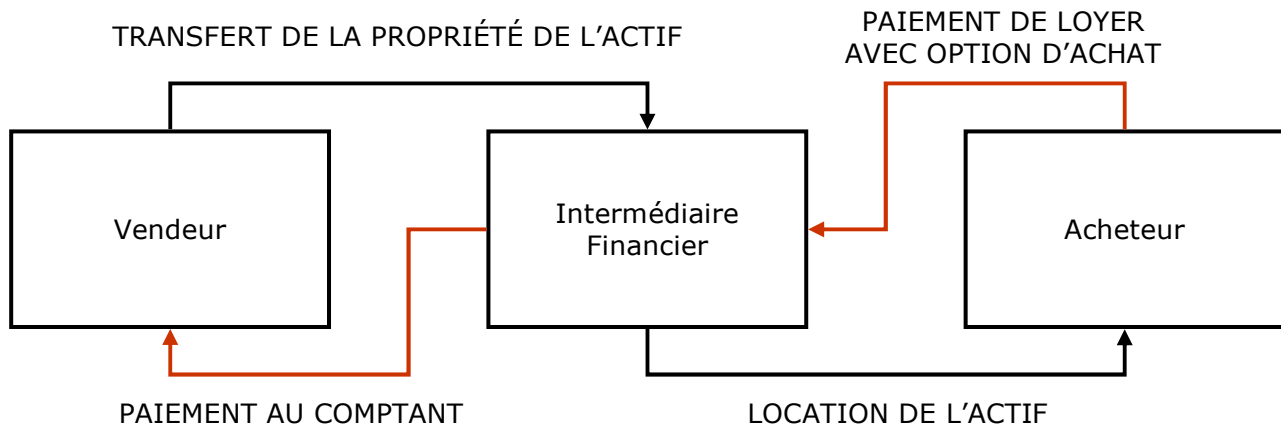 TRANSFERT DE LA PROPRIÉTÉ DE L’ACTIF
PAIEMENT DE LOYER
AVEC OPTION D’ACHAT
Vendeur
Intermédiaire
Financier
Acheteur
PAIEMENT AU COMPTANT
LOCATION DE L’ACTIF